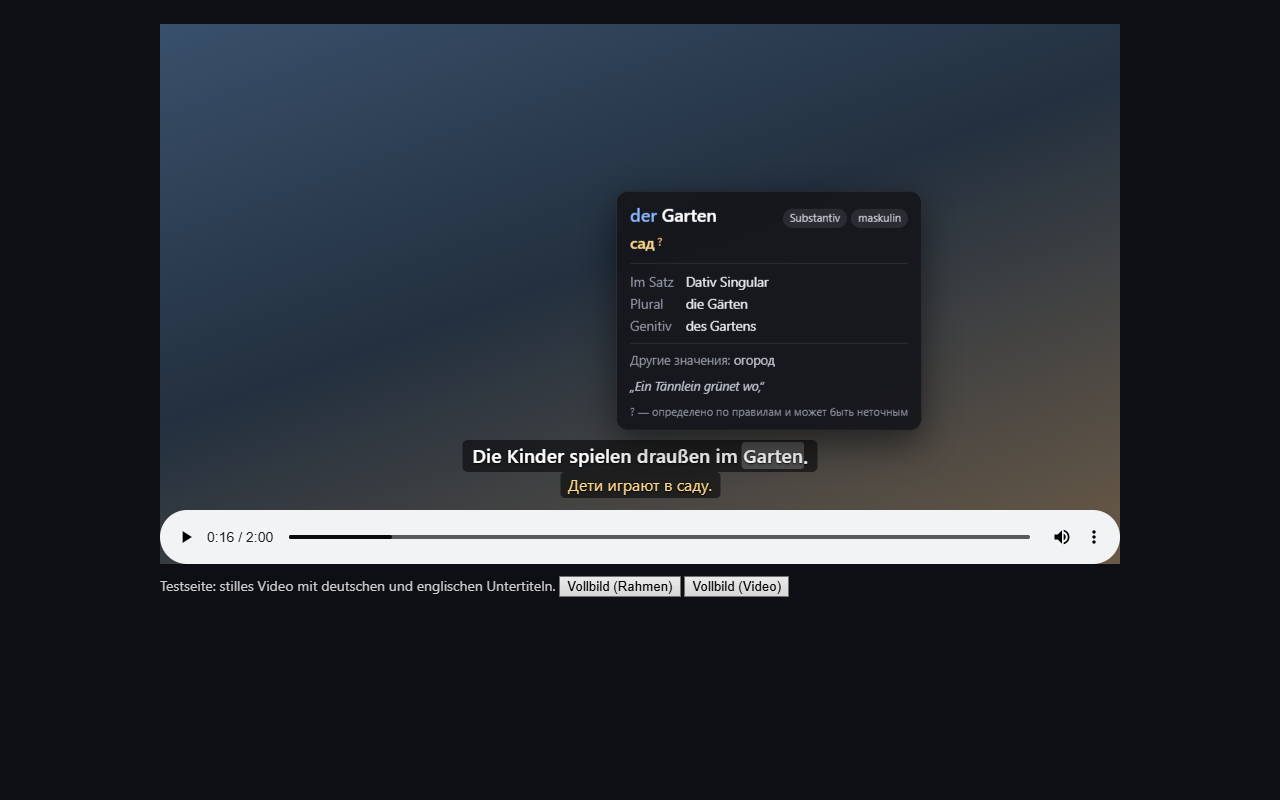 der Garten Substantiv maskulin
сад ?
Im Satz Dativ Singular
Plural die Gärten
Genitiv des Gartens
Другие значения: огород
„Ein Tännlein grünet wo,“
? — определено по правилам и может быть неточным
Die Kinder spielen draußen im Garten.
Дети играют в саду.
0:16 / 2:00
Testseite: stilles Video mit deutschen und englischen Untertiteln. Vollbild (Rahmen) Vollbild (Video)